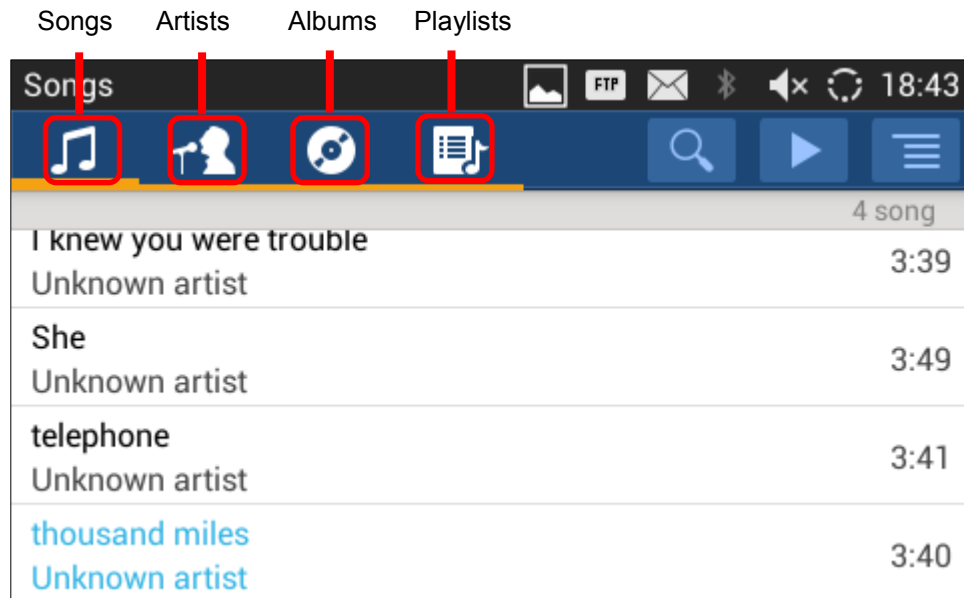 Songs Artists Albums Playlists
Songs FTP 18:43
4 song
I knew you were trouble
Unknown artist
3:39
She
Unknown artist
3:49
telephone
Unknown artist
3:41
thousand miles
Unknown artist
3:40